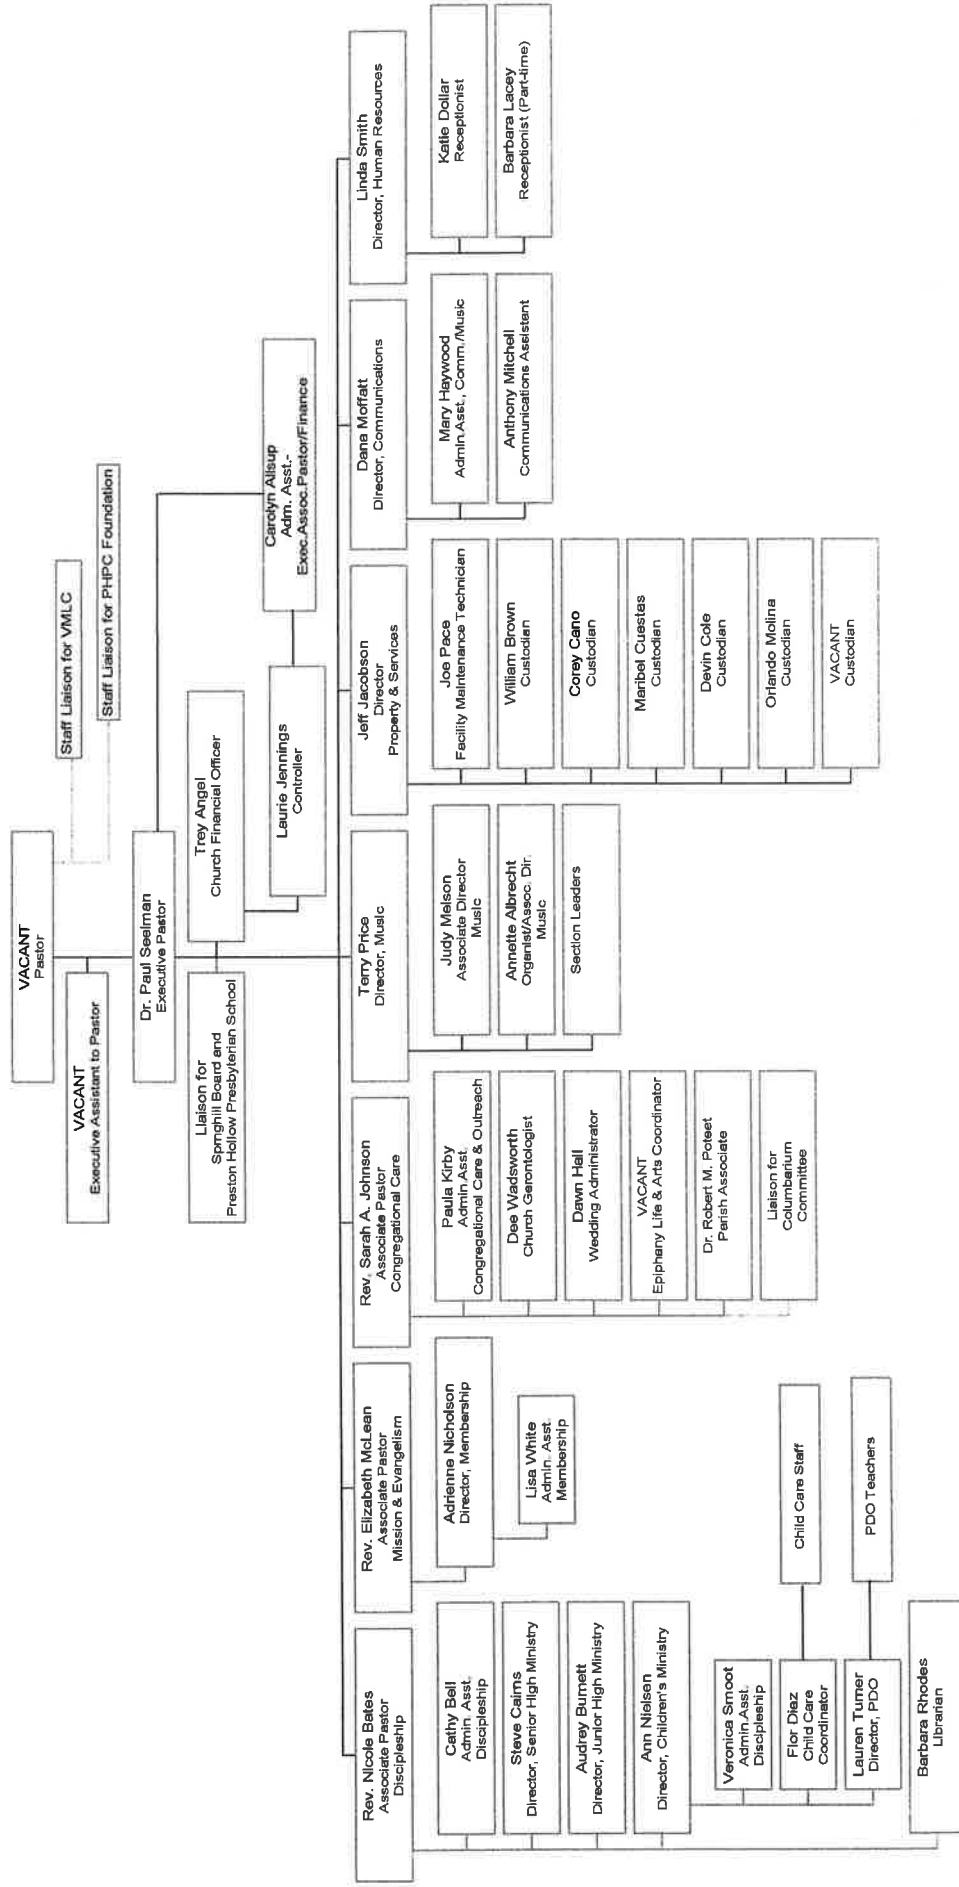 VACANT
Pastor
Staff Liaison for VMLC
Staff Liaison for PHPC Foundation
VACANT
Executive Assistant to Pastor
Dr. Paul Seelman
Executive Pastor
Liaison for
Springhill Board and
Preston Hollow Presbyterian School
Trey Angel
Church Financial Officer
Laurie Jennings
Controller
Carolyn Allsup
Adm. Asst.-
Exec.Assoc.Pastor/Finance
Rev. Nicole Bates
Associate Pastor
Discipleship
Cathy Bell
Admin. Asst.
Discipleship
Steve Cairns
Director, Senior High Ministry
Audrey Burnett
Director, Junior High Ministry
Ann Nielsen
Director, Children's Ministry
Veronica Smoot
Admin.Asst.
Discipleship
Flor Diaz
Child Care
Coordinator
Child Care Staff
Lauren Turner
Director, PDO
PDO Teachers
Barbara Rhodes
Librarian
Rev. Elizabeth McLean
Associate Pastor
Mission & Evangelism
Adrienne Nicholson
Director, Membership
Lisa White
Admin. Asst.
Membership
Rev. Sarah A. Johnson
Associate Pastor
Congregational Care
Paula Kirby
Admin.Asst.
Congregational Care & Outreach
Dee Wadsworth
Church Gerontologist
Dawn Hall
Wedding Administrator
VACANT
Epiphany Life & Arts Coordinator
Dr. Robert M. Poteet
Parish Associate
Liaison for
Columbarium
Committee
Terry Price
Director, Music
Judy Melson
Associate Director
Music
Annette Albrecht
Organist/Assoc. Dir.
Music
Section Leaders
Jeff Jacobson
Director
Property & Services
Joe Pace
Facility Maintenance Technician
William Brown
Custodian
Corey Cano
Custodian
Maribel Cuestas
Custodian
Devin Cole
Custodian
Orlando Molina
Custodian
VACANT
Custodian
Dana Moffatt
Director, Communications
Mary Haywood
Admin.Asst., Comm./Music
Anthony Mitchell
Communications Assistant
Linda Smith
Director, Human Resources
Katie Dollar
Receptionist
Barbara Lacey
Receptionist (Part-time)